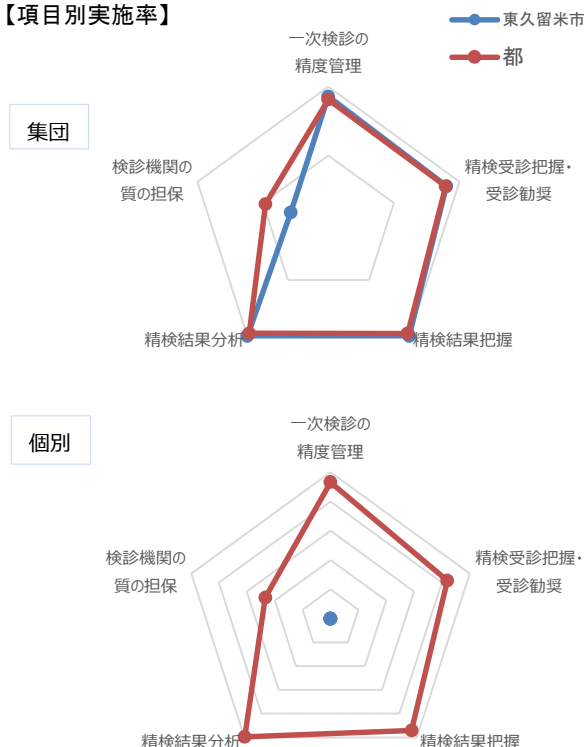 【項目別実施率】
東久留米市
都
集団
一次検診の
精度管理
精検受診把握・
受診勧奨
精検結果把握
精検結果分析
検診機関の
質の担保
個別
一次検診の
精度管理
精検受診把握・
受診勧奨
精検結果把握
精検結果分析
検診機関の
質の担保